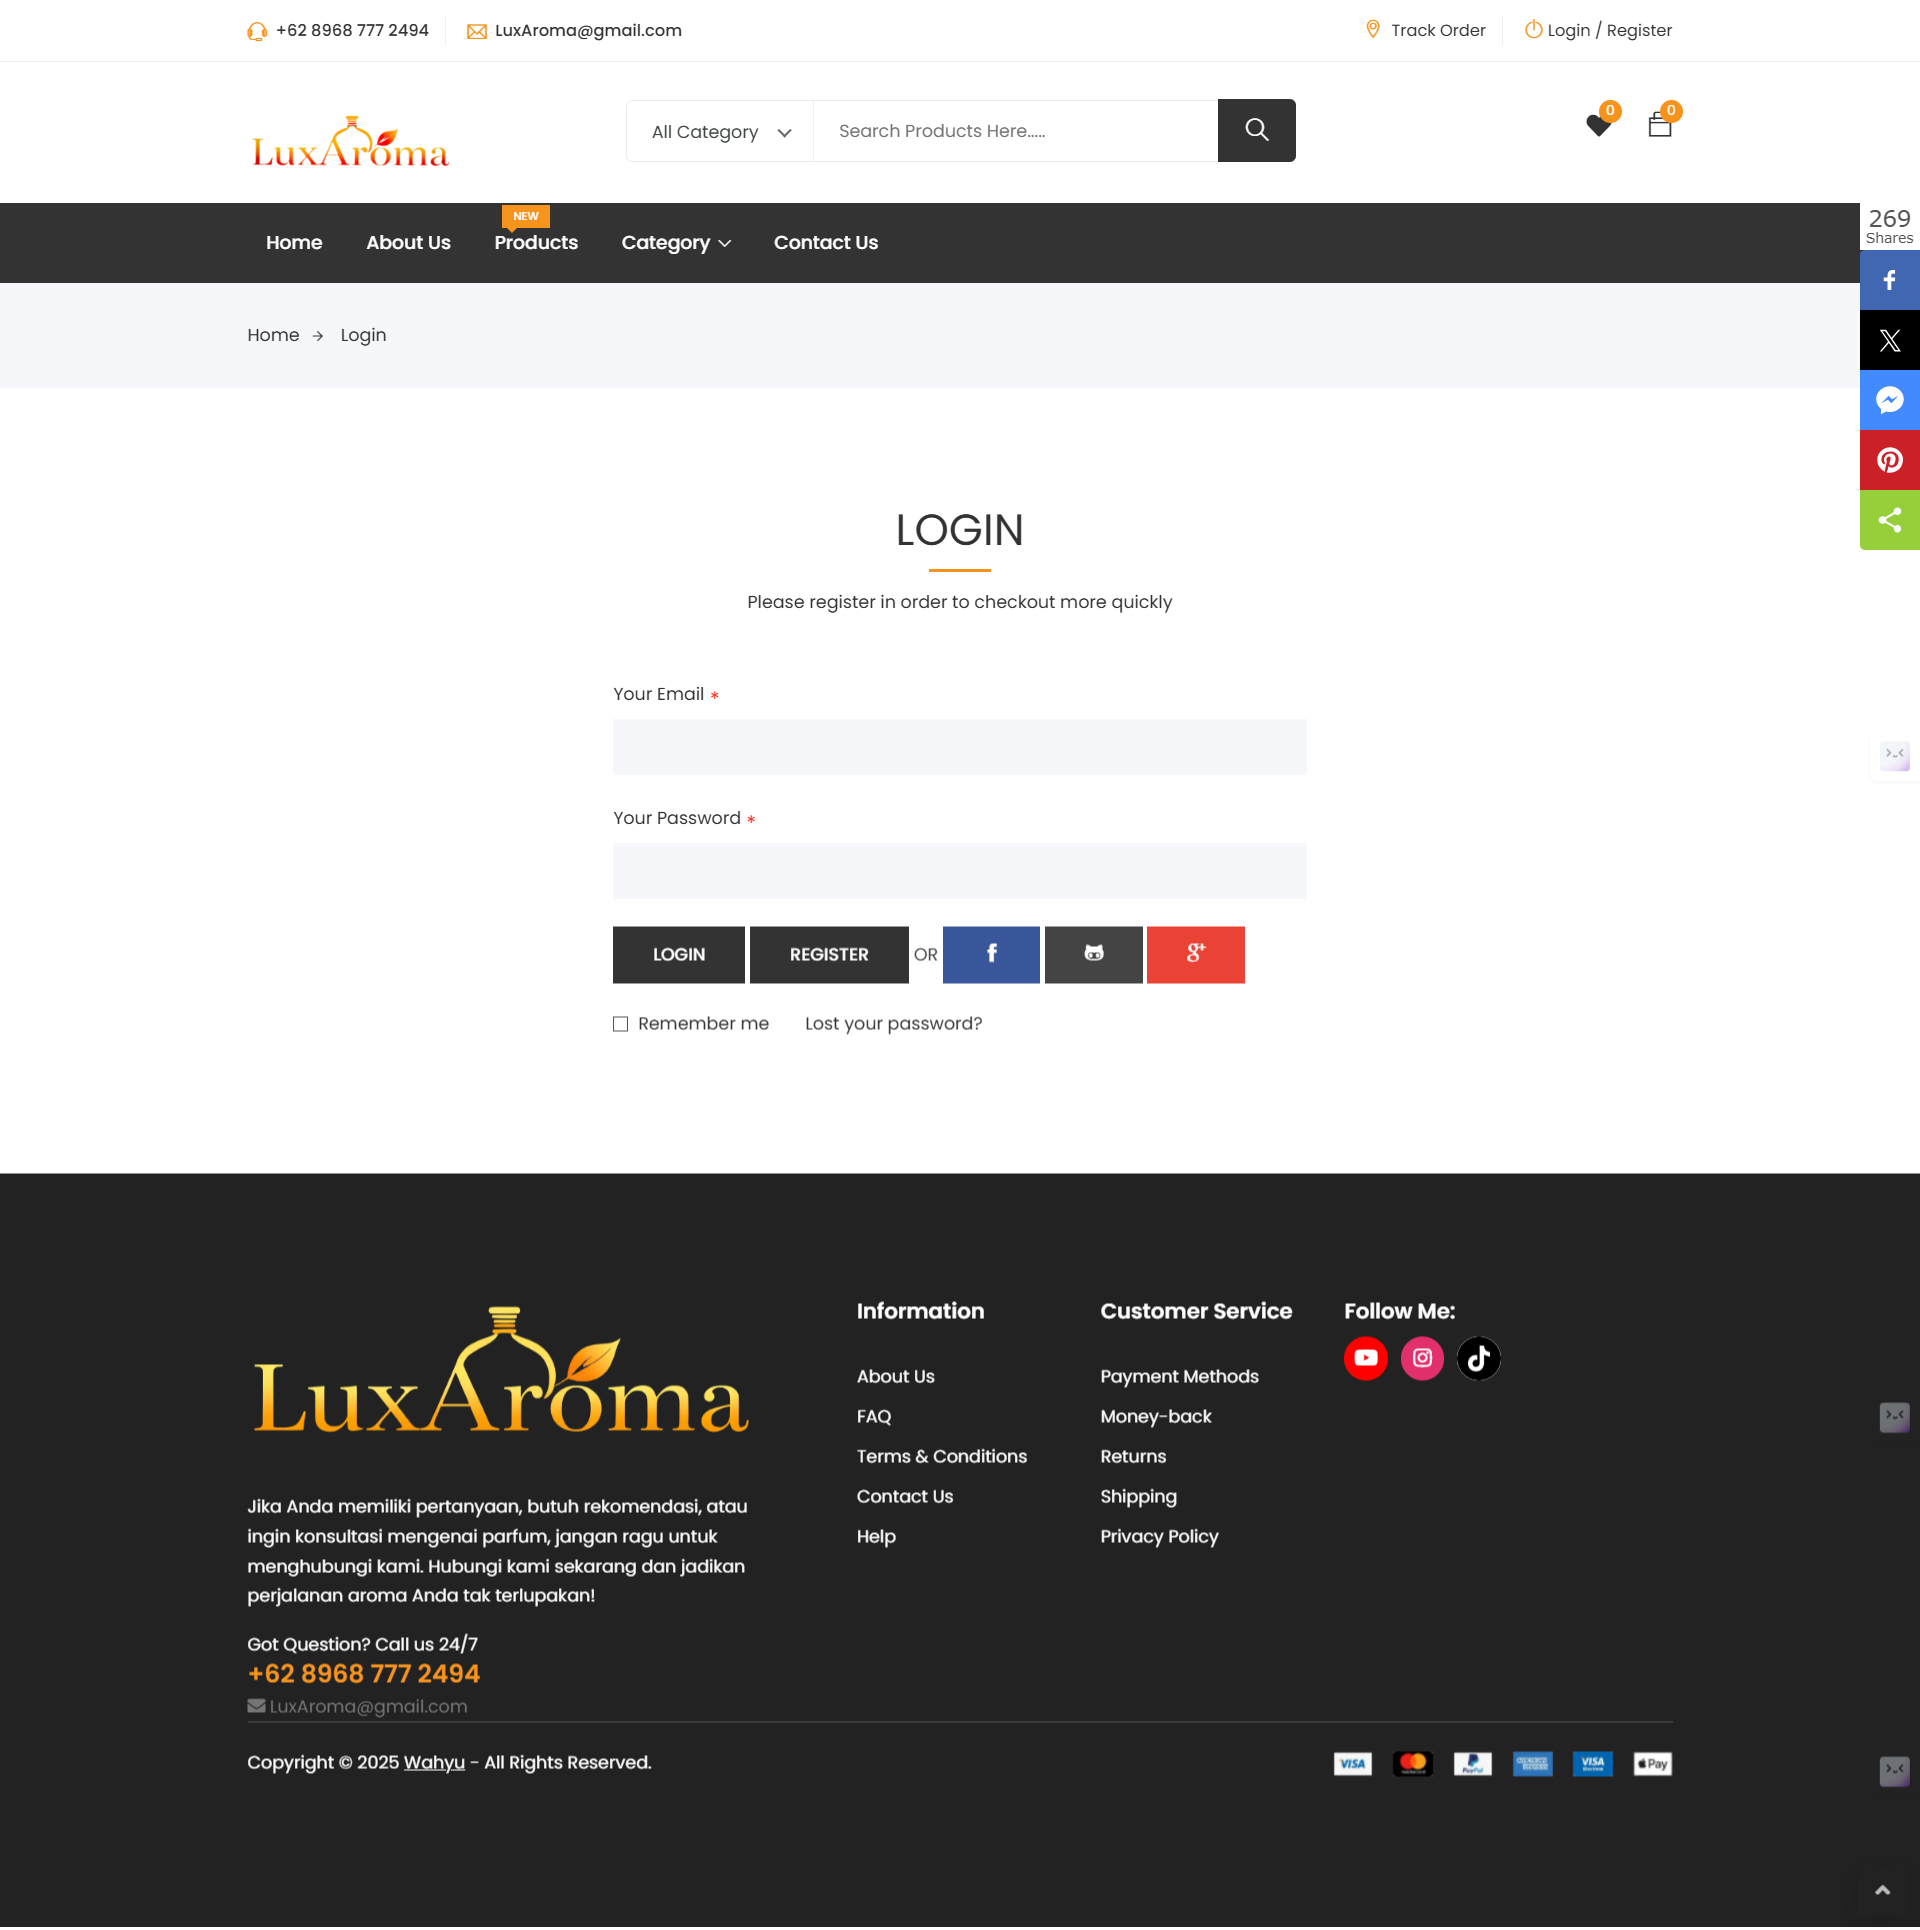 +62 8968 777 2494
LuxAroma@gmail.com
Track Order
Login / Register
LuxAroma
All Category
Search Products Here.....
0
0
NEW
Home
About Us
Products
Category
Contact Us
269
Shares
Home → Login
LOGIN
Please register in order to checkout more quickly
Your Email *
Your Password *
LOGIN
REGISTER
OR
Remember me
Lost your password?
LuxAroma
Jika Anda memiliki pertanyaan, butuh rekomendasi, atau
ingin konsultasi mengenai parfum, jangan ragu untuk
menghubungi kami. Hubungi kami sekarang dan jadikan
perjalanan aroma Anda tak terlupakan!
Got Question? Call us 24/7
+62 8968 777 2494
LuxAroma@gmail.com
Information
About Us
FAQ
Terms & Conditions
Contact Us
Help
Customer Service
Payment Methods
Money-back
Returns
Shipping
Privacy Policy
Follow Me:
Copyright © 2025 Wahyu - All Rights Reserved.
VISA
PayPal
VISA
Pay